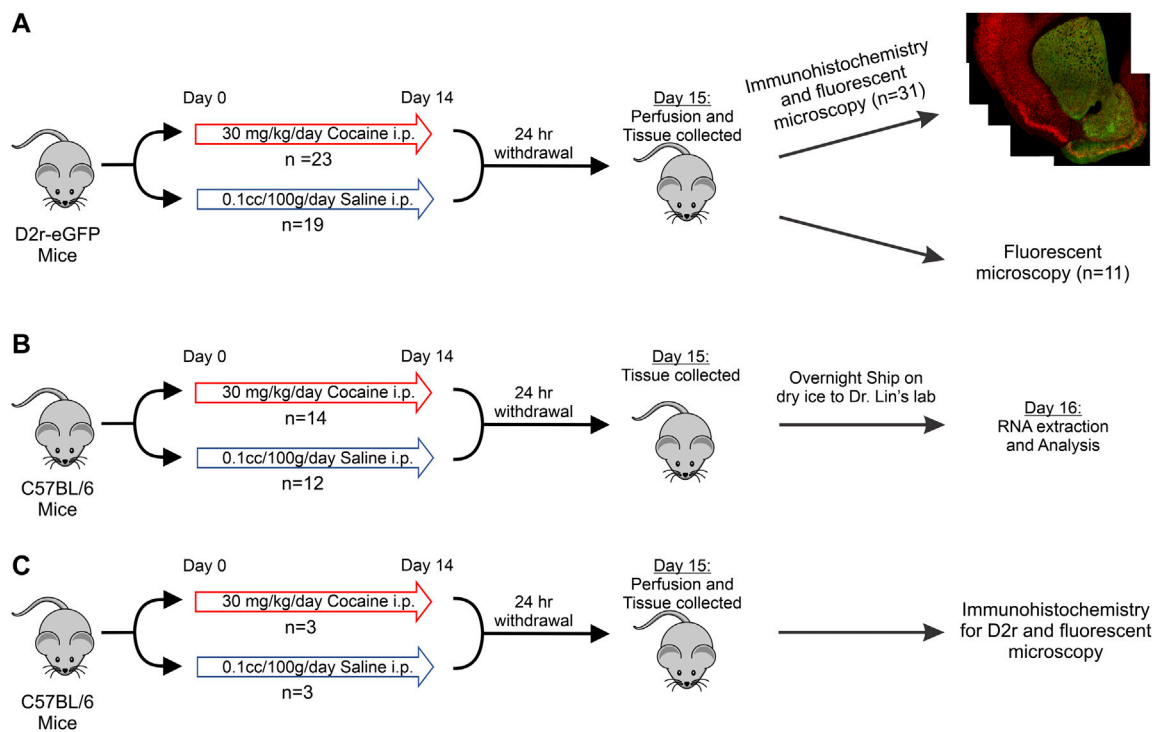 A
Day 0
Day 14
30 mg/kg/day Cocaine i.p.
n =23
0.1cc/100g/day Saline i.p.
n=19
D2r-eGFP
Mice
24 hr
withdrawal
Day 15:
Perfusion and
Tissue collected
Immunohistochemistry
and fluorescent
microscopy (n=31)
Fluorescent
microscopy (n=11)
B
Day 0
Day 14
30 mg/kg/day Cocaine i.p.
n=14
0.1cc/100g/day Saline i.p.
n=12
C57BL/6
Mice
24 hr
withdrawal
Day 15:
Tissue collected
Overnight Ship on
dry ice to Dr. Lin's lab
Day 16:
RNA extraction
and Analysis
C
Day 0
Day 14
30 mg/kg/day Cocaine i.p.
n=3
0.1cc/100g/day Saline i.p.
n=3
C57BL/6
Mice
24 hr
withdrawal
Day 15:
Perfusion and
Tissue collected
Immunohistochemistry
for D2r and fluorescent
microscopy